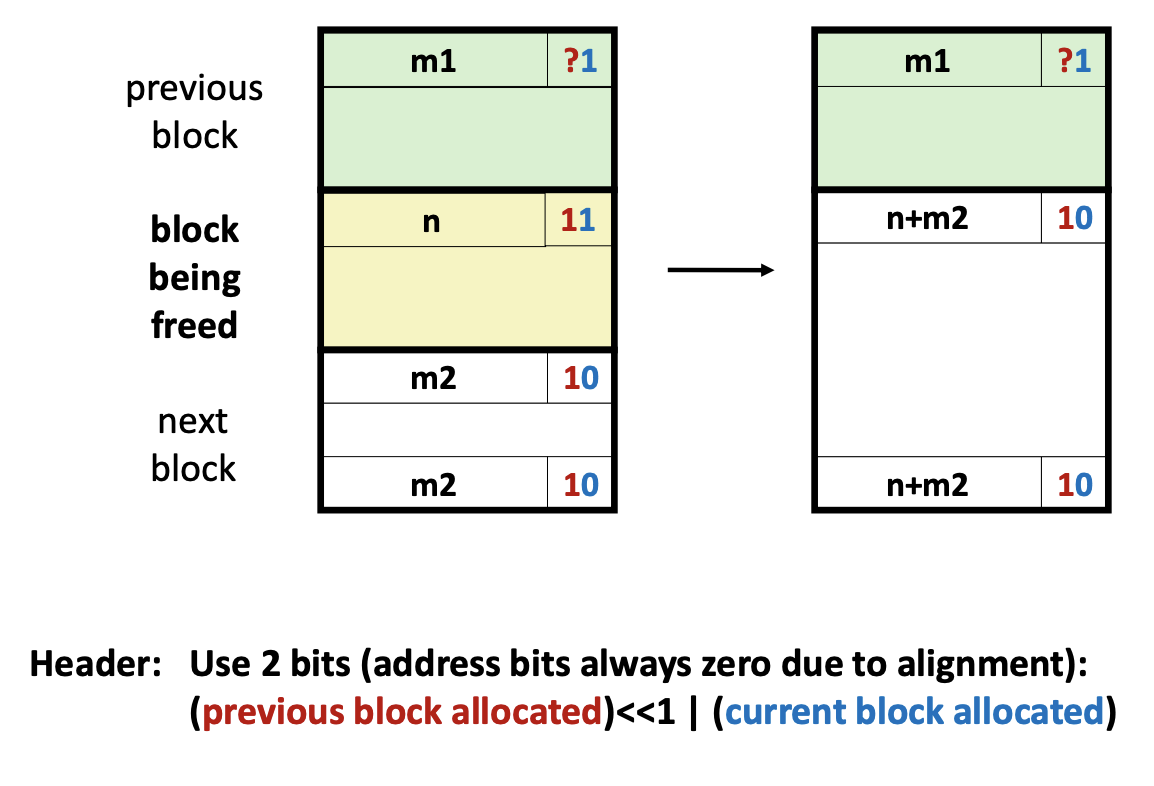 m1 ?1
m1 ?1
previous
block
n 11
n+m2 10
block
being
freed
m2 10
next
block
m2 10
n+m2 10
Header: Use 2 bits (address bits always zero due to alignment):
(previous block allocated)<<1 | (current block allocated)